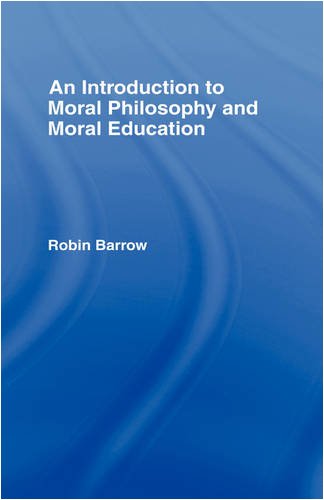 An Introduction to
Moral Philosophy and
Moral Education
Robin Barrow